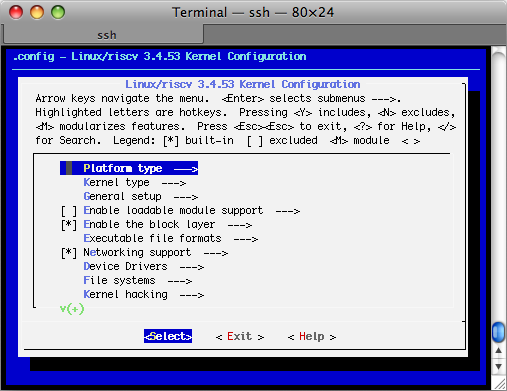 Terminal — ssh — 80×24
ssh
.config - Linux/riscv 3.4.53 Kernel Configuration
Linux/riscv 3.4.53 Kernel Configuration
Arrow keys navigate the menu.  <Enter> selects submenus --->.
Highlighted letters are hotkeys.  Pressing <Y> includes, <N> excludes,
<M> modularizes features.  Press <Esc><Esc> to exit, <?> for Help, </>
for Search.  Legend: [*] built-in  [ ] excluded  <M> module  < >
Platform type  --->
Kernel type  --->
General setup  --->
[ ] Enable loadable module support  --->
[*] Enable the block layer  --->
Executable file formats  --->
[*] Networking support  --->
Device Drivers  --->
File systems  --->
Kernel hacking  --->
v(+)
<Select>    < Exit >    < Help >